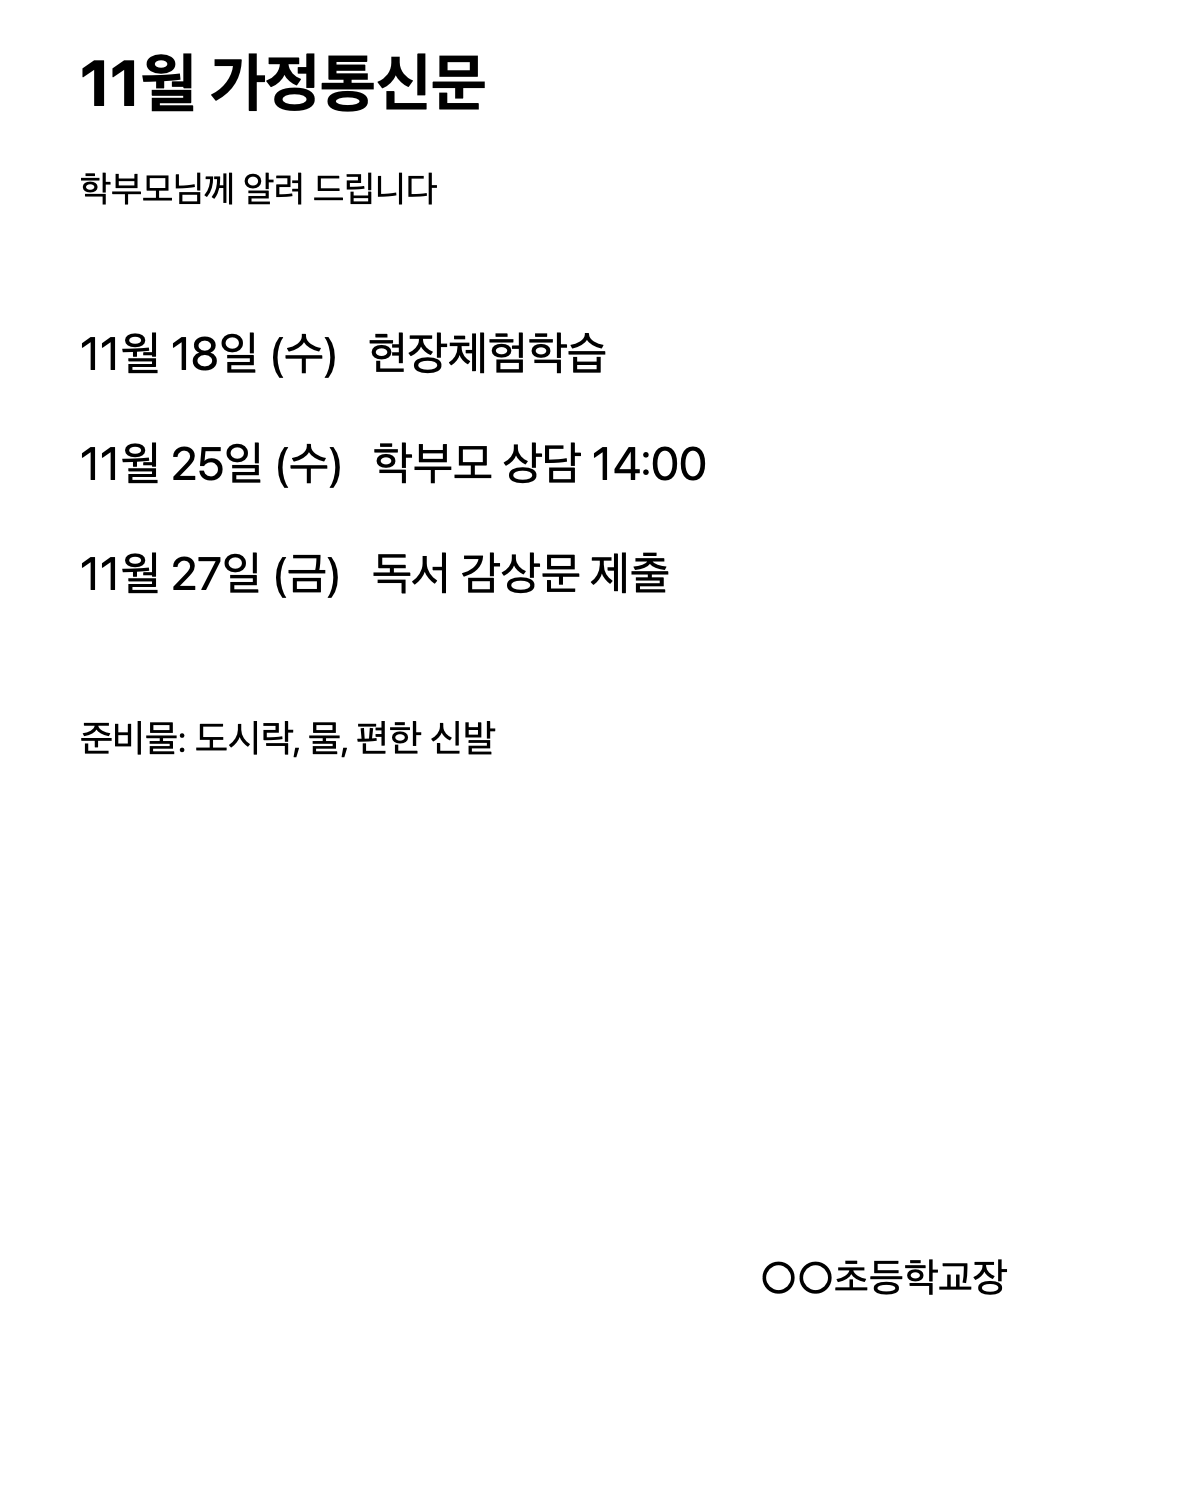 11월 가정통신문
학부모님께 알려 드립니다
11월 18일 (수) 현장체험학습
11월 25일 (수) 학부모 상담 14:00
11월 27일 (금) 독서 감상문 제출
준비물: 도시락, 물, 편한 신발
○○초등학교장